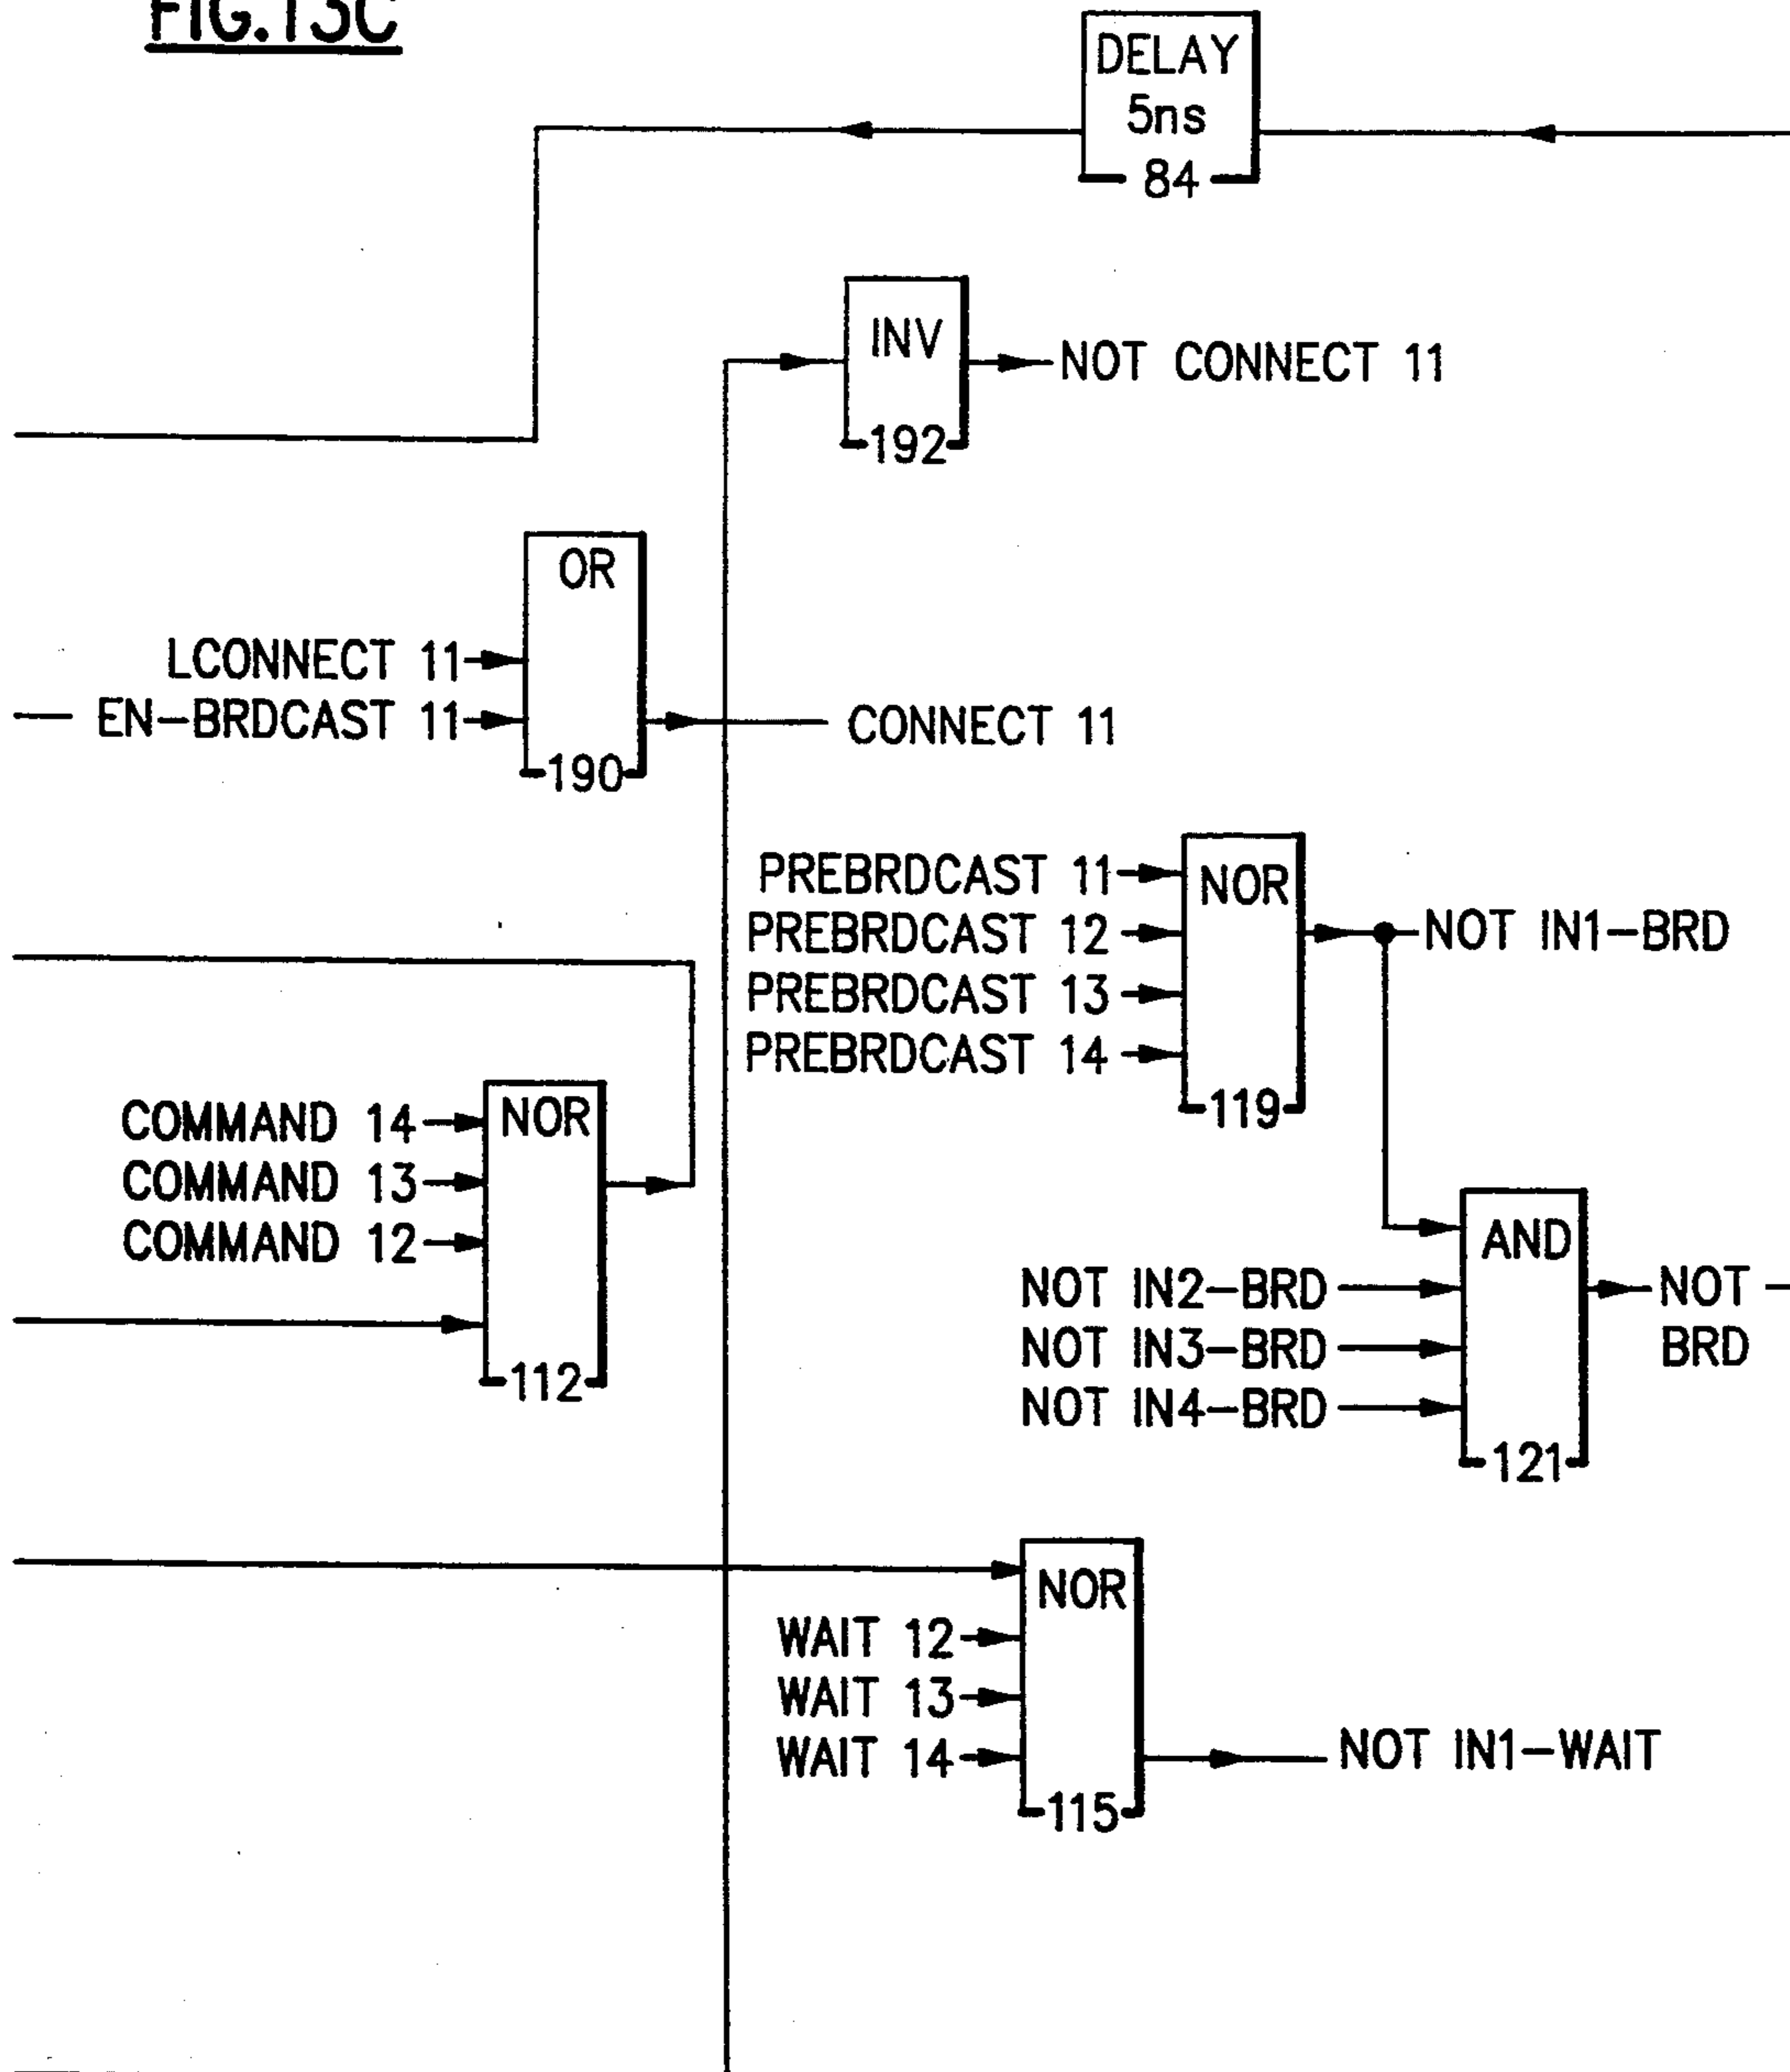 FIG.13C
DELAY
5ns
84
INV
NOT CONNECT 11
192
OR
LCONNECT 11
EN-BRDCAST 11
CONNECT 11
190
PREBRDCAST 11
NOR
PREBRDCAST 12
NOT IN1-BRD
PREBRDCAST 13
PREBRDCAST 14
119
COMMAND 14
NOR
COMMAND 13
COMMAND 12
112
AND
NOT IN2-BRD
NOT IN3-BRD
NOT IN4-BRD
NOT
BRD
121
NOR
WAIT 12
WAIT 13
WAIT 14
NOT IN1-WAIT
115